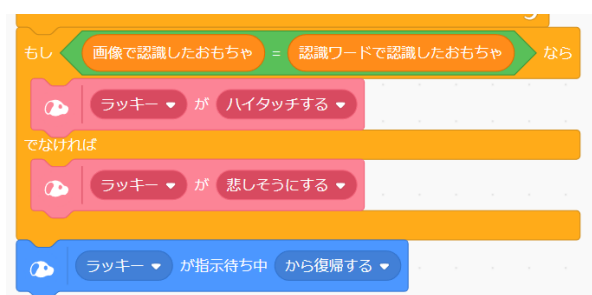 もし 画像で認識したおもちゃ = 認識ワードで認識したおもちゃ なら
ラッキー が ハイタッチする
でなければ
ラッキー が 悲しそうにする
ラッキー が指示待ち中 から復帰する